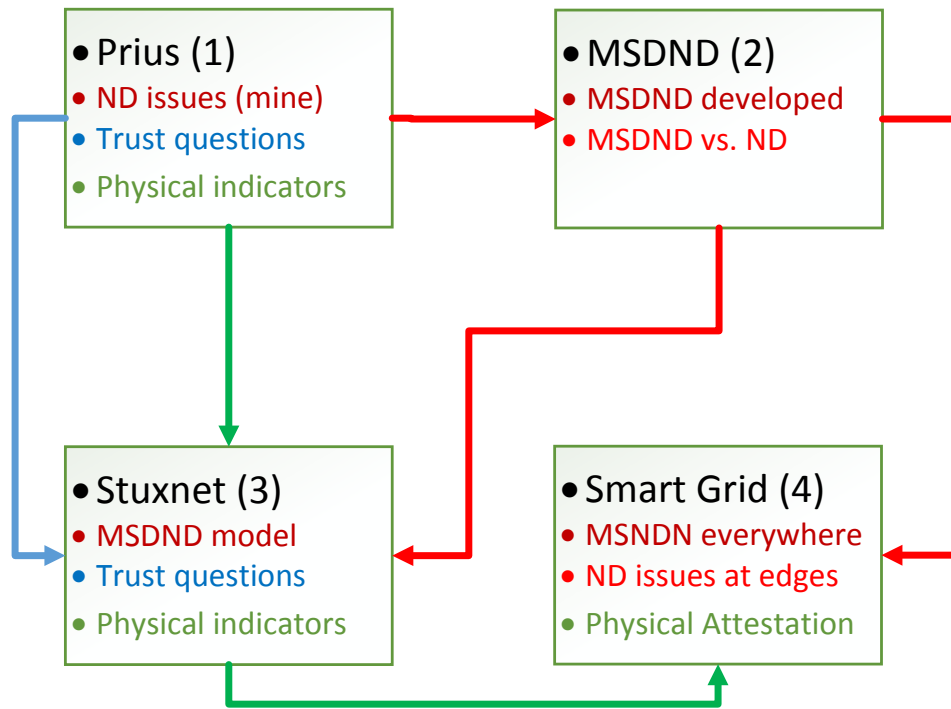 • Prius (1)
• ND issues (mine)
• Trust questions
• Physical indicators
• MSDND (2)
• MSDND developed
• MSDND vs. ND
• Stuxnet (3)
• MSDND model
• Trust questions
• Physical indicators
• Smart Grid (4)
• MSNDN everywhere
• ND issues at edges
• Physical Attestation